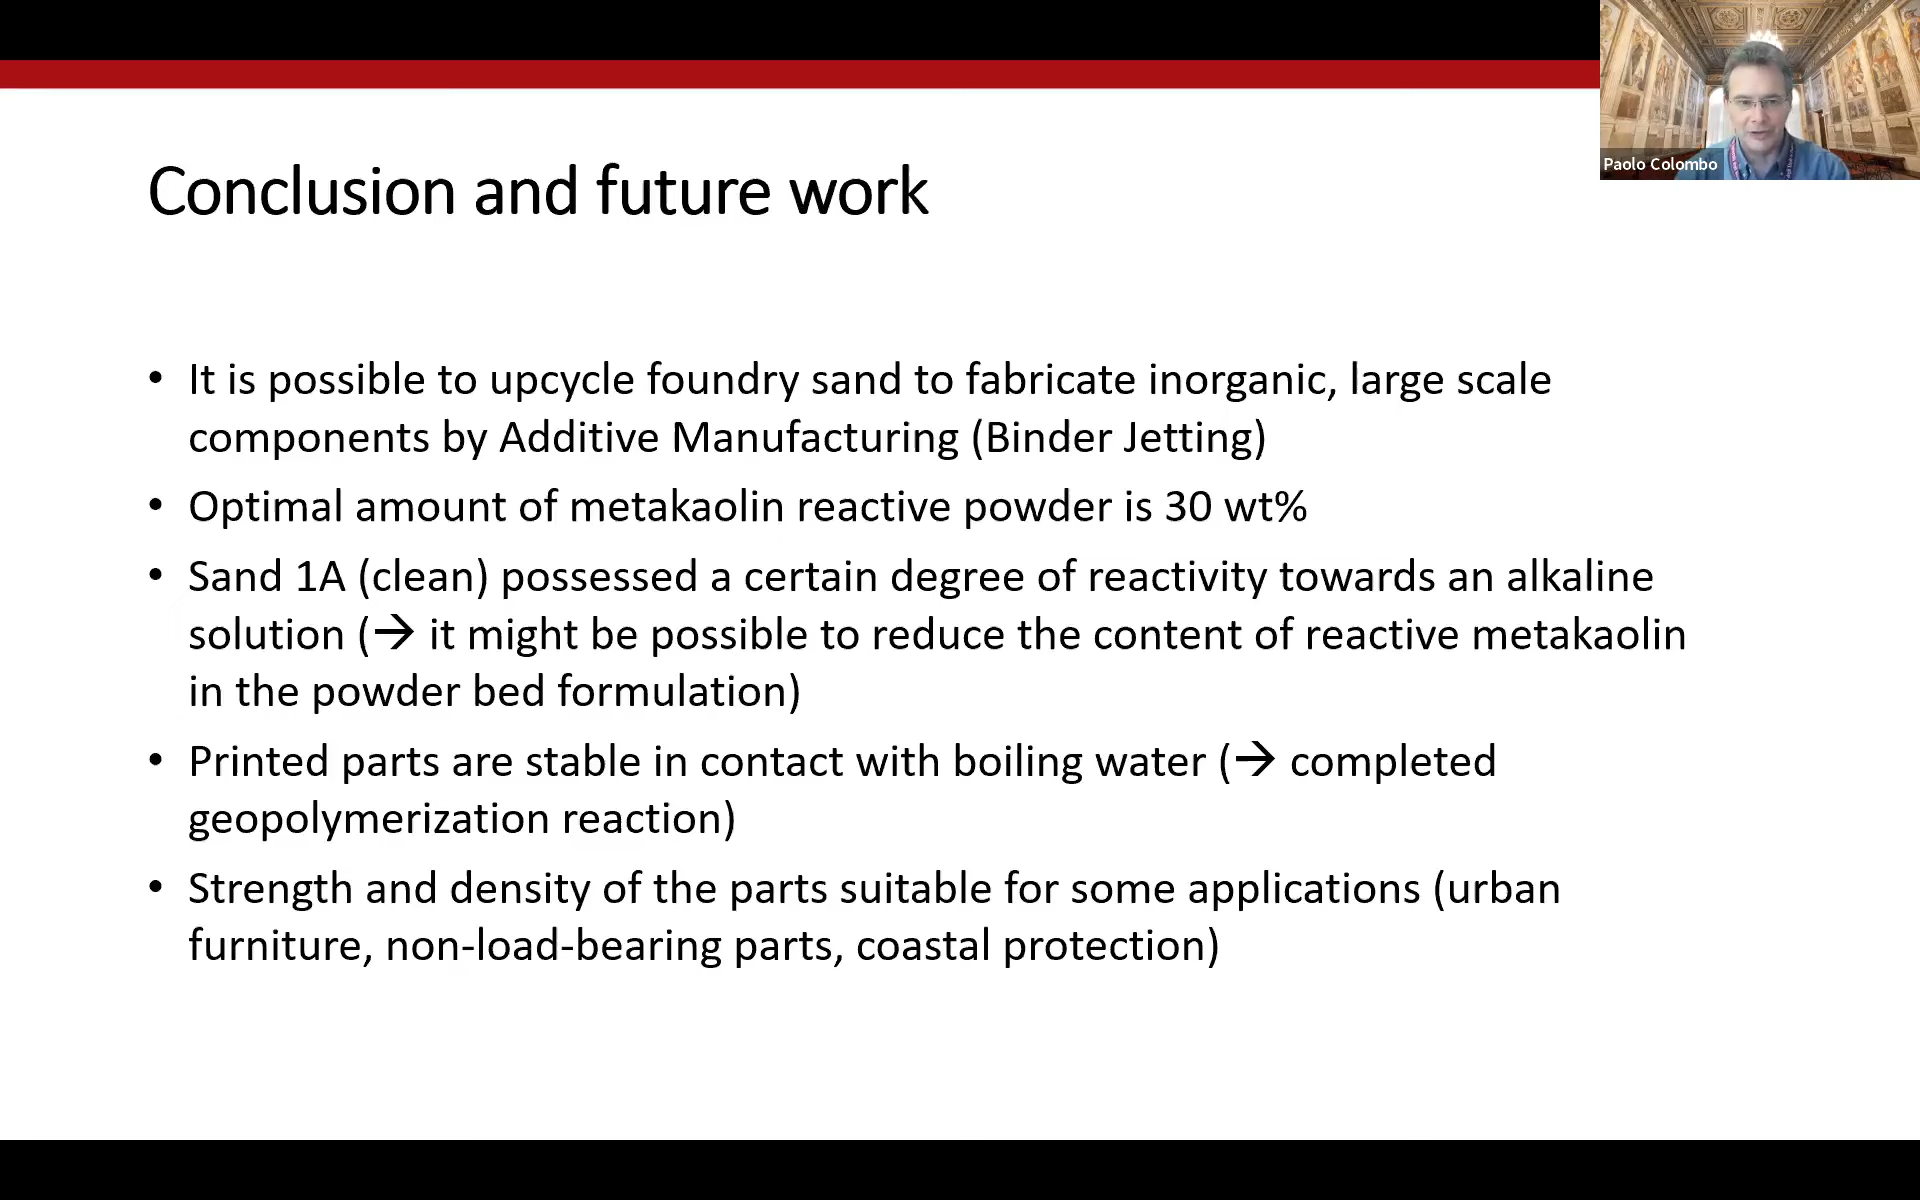 Paolo Colombo
Conclusion and future work
• It is possible to upcycle foundry sand to fabricate inorganic, large scale
components by Additive Manufacturing (Binder Jetting)
• Optimal amount of metakaolin reactive powder is 30 wt%
• Sand 1A (clean) possessed a certain degree of reactivity towards an alkaline
solution (→ it might be possible to reduce the content of reactive metakaolin
in the powder bed formulation)
• Printed parts are stable in contact with boiling water (→ completed
geopolymerization reaction)
• Strength and density of the parts suitable for some applications (urban
furniture, non-load-bearing parts, coastal protection)